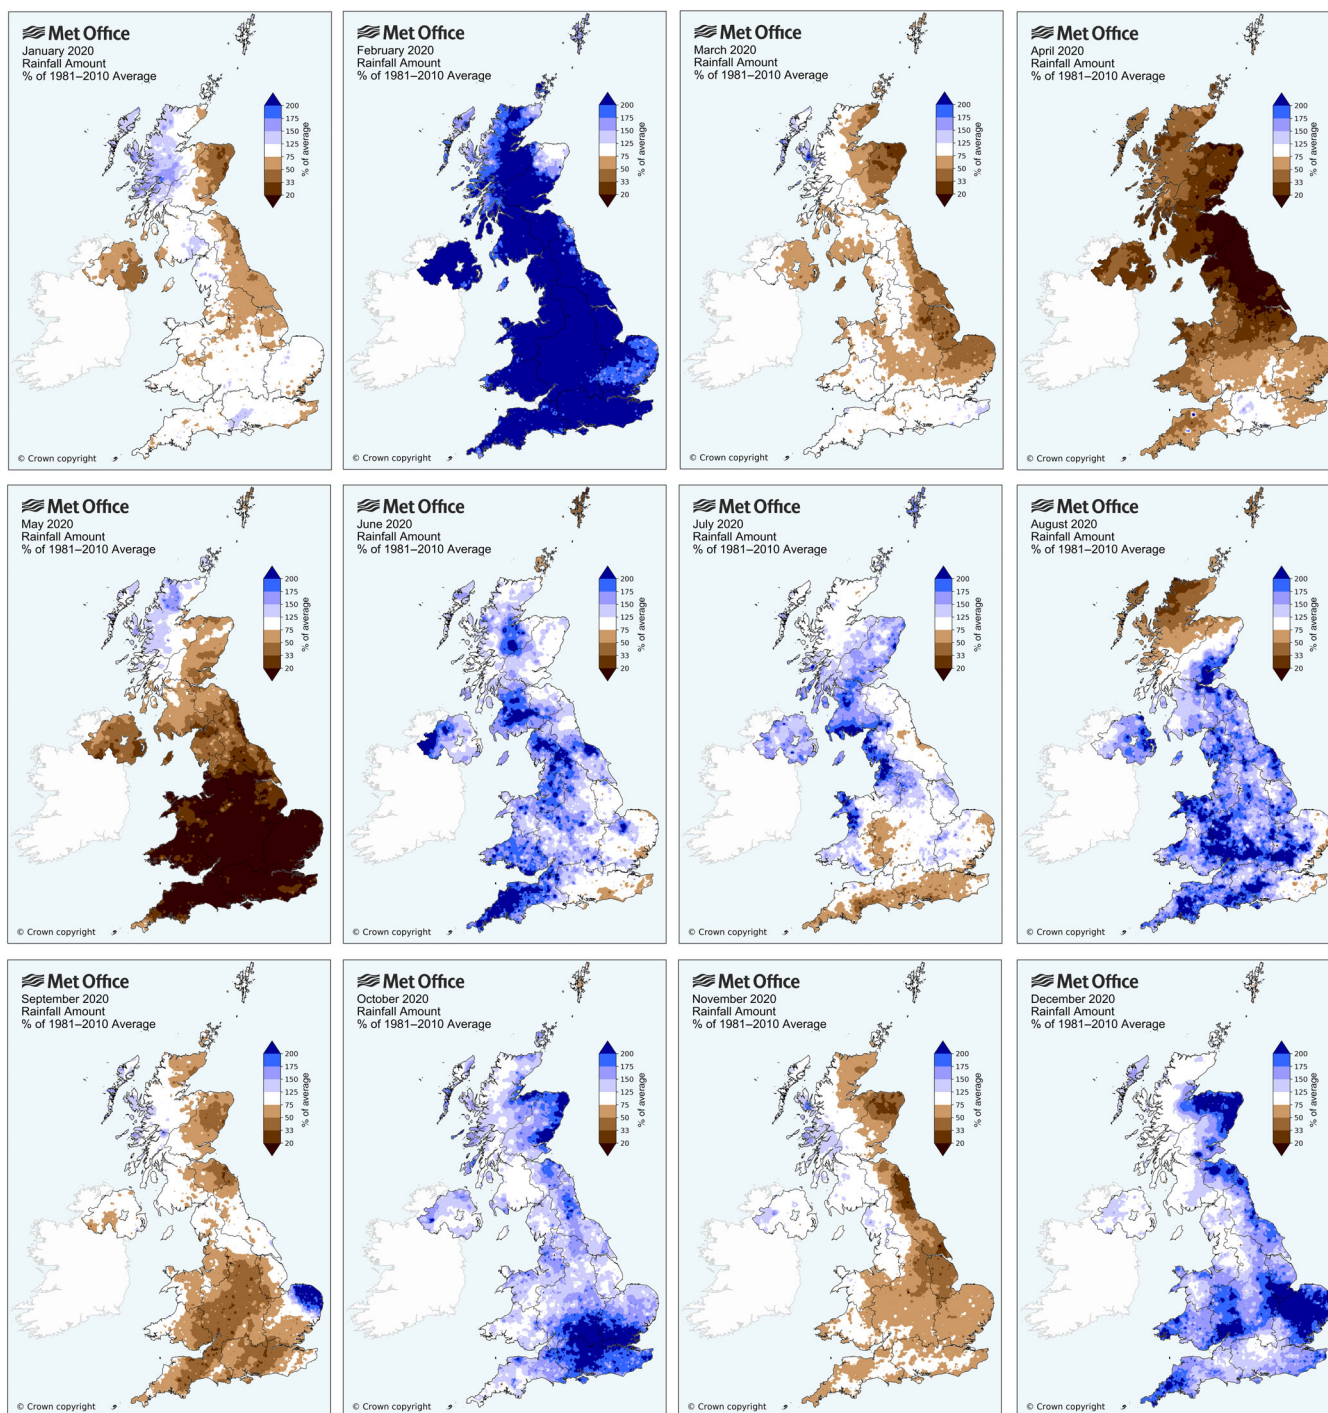 Met Office
January 2020
Rainfall Amount
% of 1981–2010 Average
200
175
150
125
75
50
33
20
% of average
© Crown copyright
Met Office
February 2020
Rainfall Amount
% of 1981–2010 Average
200
175
150
125
75
50
33
20
% of average
© Crown copyright
Met Office
March 2020
Rainfall Amount
% of 1981–2010 Average
200
175
150
125
75
50
33
20
% of average
© Crown copyright
Met Office
April 2020
Rainfall Amount
% of 1981–2010 Average
200
175
150
125
75
50
33
20
% of average
© Crown copyright
Met Office
May 2020
Rainfall Amount
% of 1981–2010 Average
200
175
150
125
75
50
33
20
% of average
© Crown copyright
Met Office
June 2020
Rainfall Amount
% of 1981–2010 Average
200
175
150
125
75
50
33
20
% of average
© Crown copyright
Met Office
July 2020
Rainfall Amount
% of 1981–2010 Average
200
175
150
125
75
50
33
20
% of average
© Crown copyright
Met Office
August 2020
Rainfall Amount
% of 1981–2010 Average
200
175
150
125
75
50
33
20
% of average
© Crown copyright
Met Office
September 2020
Rainfall Amount
% of 1981–2010 Average
200
175
150
125
75
50
33
20
% of average
© Crown copyright
Met Office
October 2020
Rainfall Amount
% of 1981–2010 Average
200
175
150
125
75
50
33
20
% of average
© Crown copyright
Met Office
November 2020
Rainfall Amount
% of 1981–2010 Average
200
175
150
125
75
50
33
20
% of average
© Crown copyright
Met Office
December 2020
Rainfall Amount
% of 1981–2010 Average
200
175
150
125
75
50
33
20
% of average
© Crown copyright